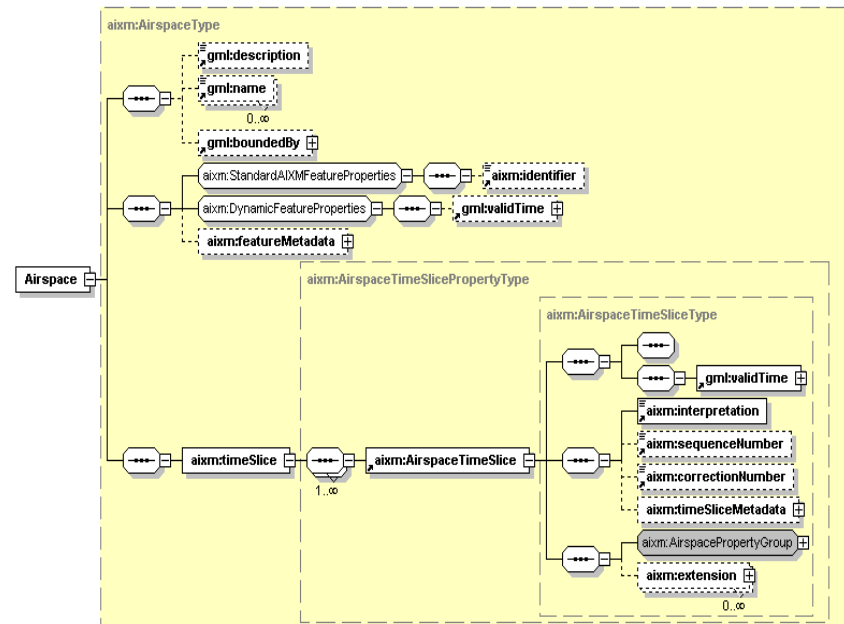 aixm:AirspaceType
gml:description
gml:name
0..∞
gml:boundedBy
aixm:StandardAIXMFeatureProperties
aixm:identifier
aixm:DynamicFeatureProperties
gml:validTime
aixm:featureMetadata
Airspace
aixm:AirspaceTimeSlicePropertyType
aixm:AirspaceTimeSliceType
gml:validTime
aixm:interpretation
aixm:sequenceNumber
aixm:timeSlice
aixm:AirspaceTimeSlice
1..∞
aixm:correctionNumber
aixm:timeSliceMetadata
aixm:AirspacePropertyGroup
aixm:extension
0..∞